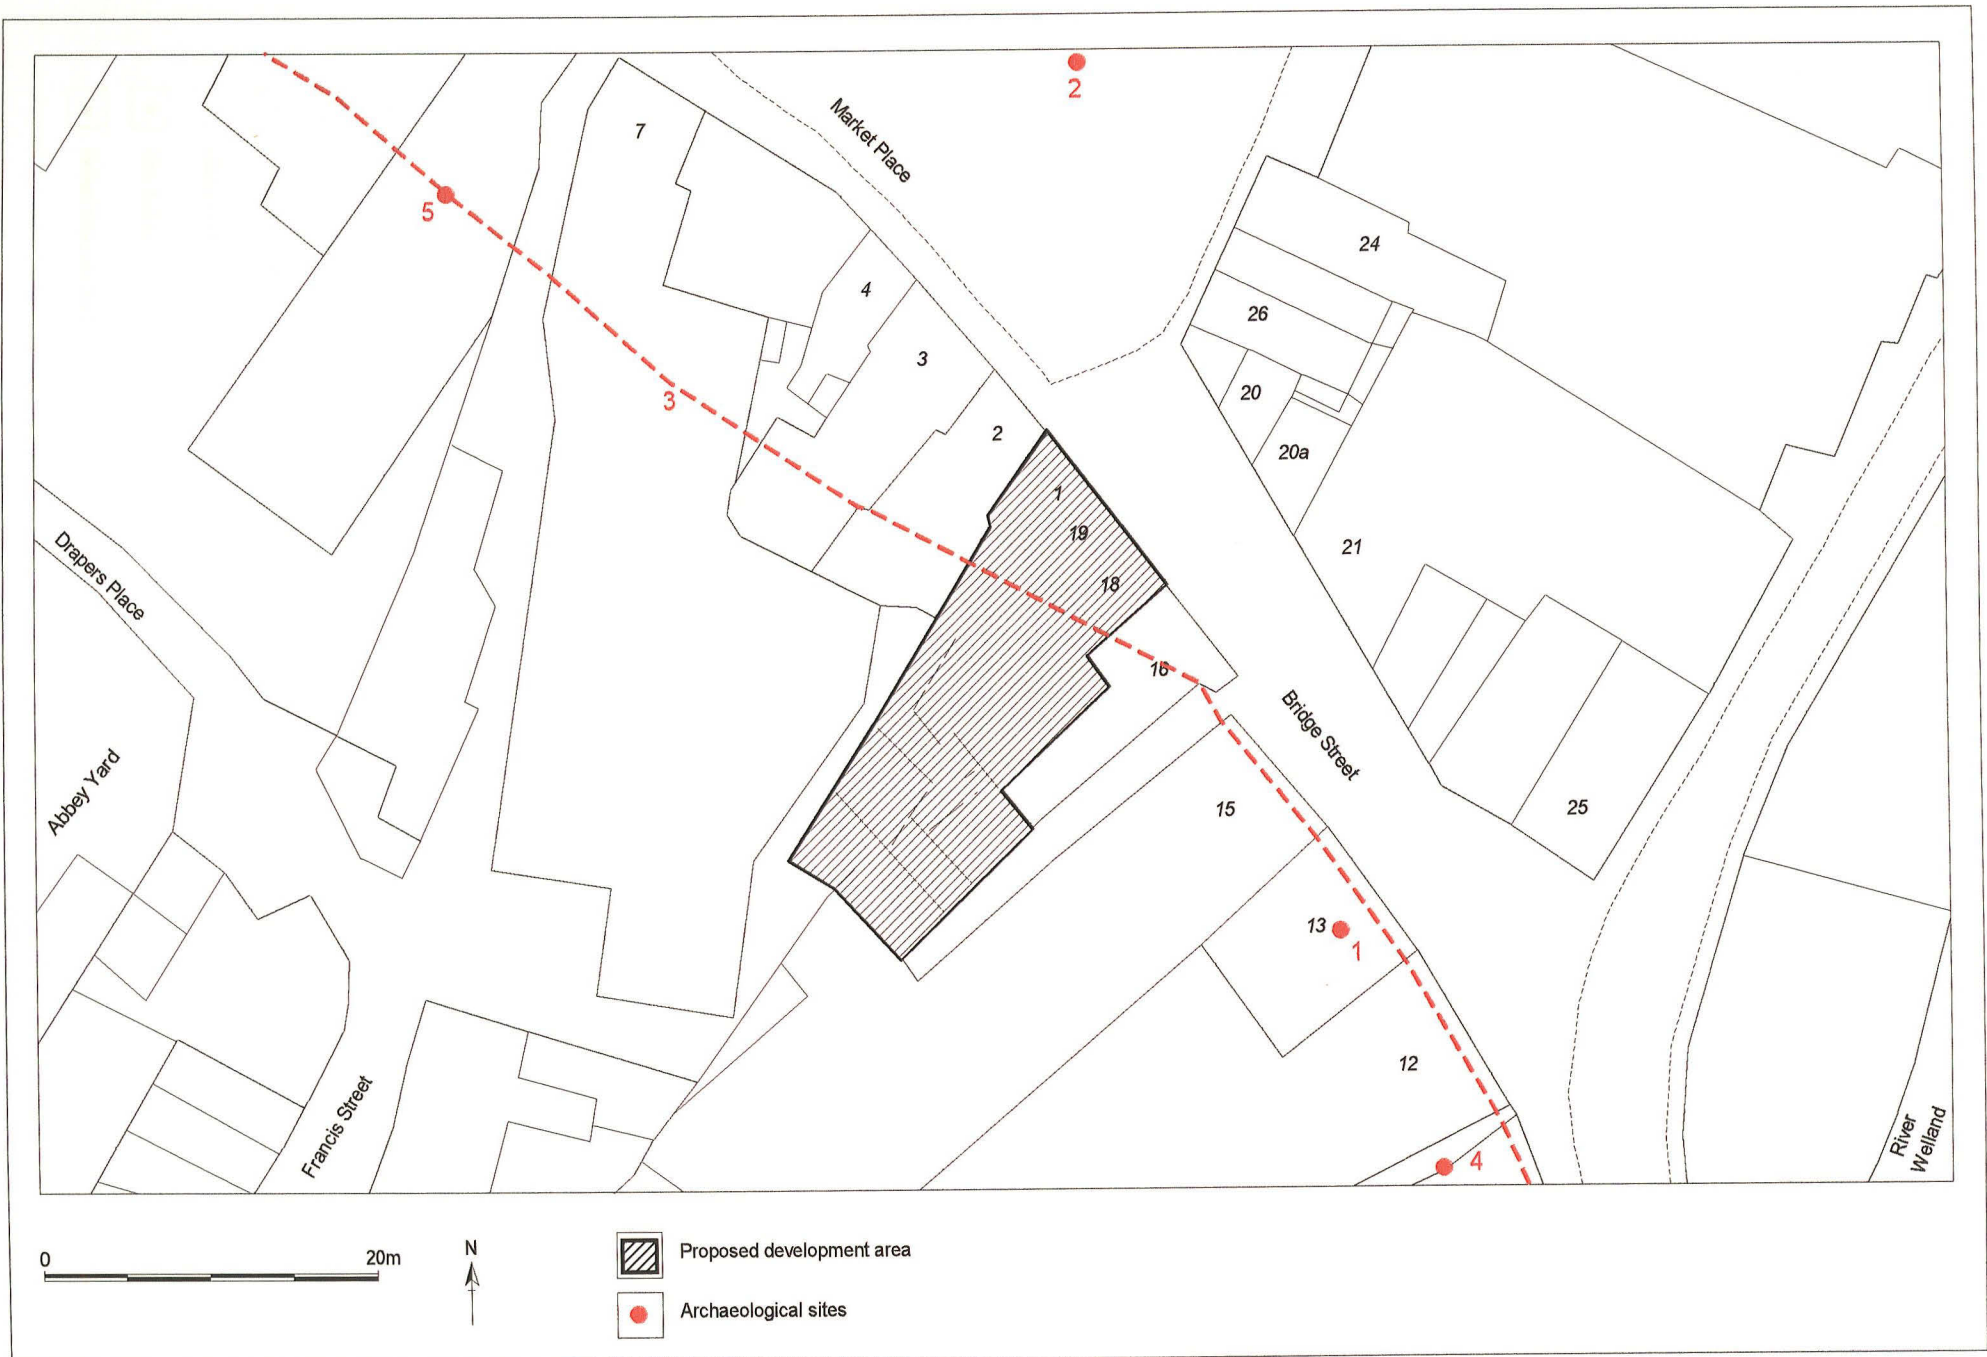 2
Market Place
7
5
24
4
26
3
3
20
2
20a
1
19
21
Drapers Place
18
16
Bridge Street
Abbey Yard
15
25
13
1
12
Francis Street
4
River
Welland
0
20m
N
Proposed development area
Archaeological sites